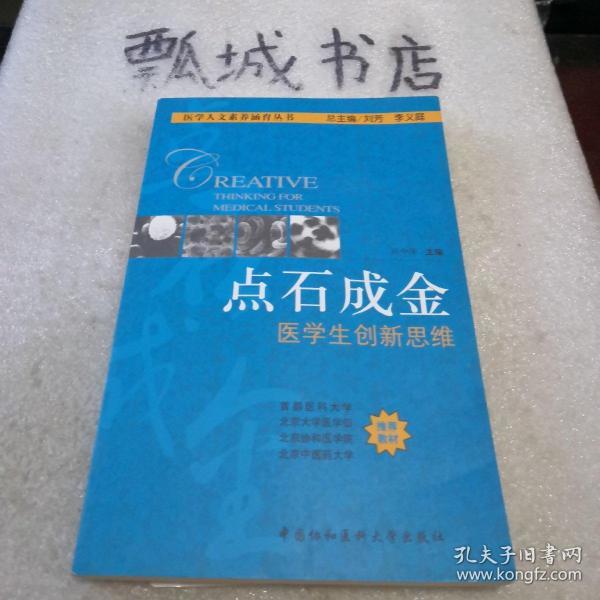 瓢城书店
医学人文素养涵育丛书 总主编/刘芳 李义庭
CREATIVE
THINKING FOR
MEDICAL STUDENTS
主编
点石成金
医学生创新思维
首都医科大学
北京大学医学部
北京协和医学院
北京中医药大学
推荐
教材
中国协和医科大学出版社
孔夫子旧书网
www.kongfz.com